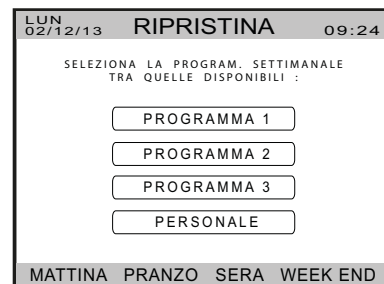 LUN
02/12/13 RIPRISTINA 09:24
SELEZIONA LA PROGRAM. SETTIMANALE
TRA QUELLE DISPONIBILI :
PROGRAMMA 1
PROGRAMMA 2
PROGRAMMA 3
PERSONALE
MATTINA PRANZO SERA WEEK END